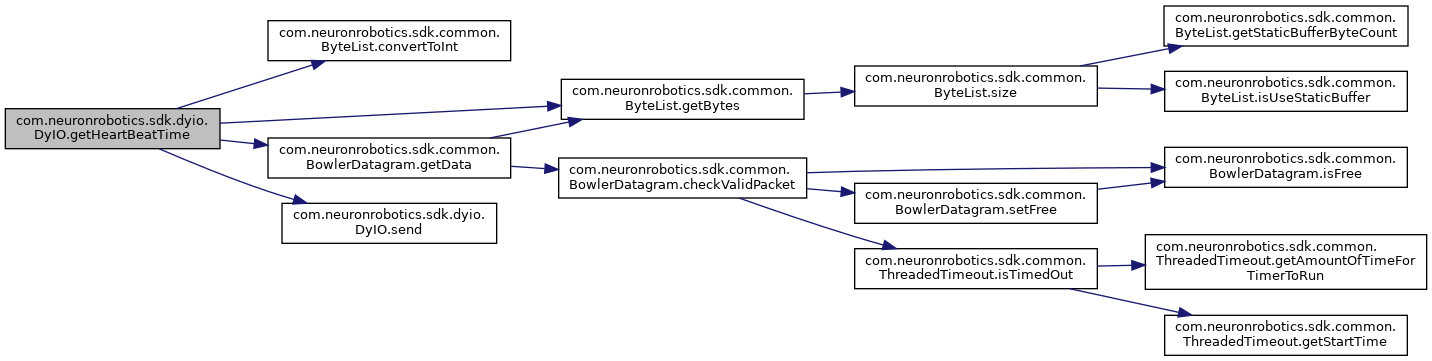 com.neuronrobotics.sdk.dyio.
DyIO.getHeartBeatTime
com.neuronrobotics.sdk.common.
ByteList.convertToInt
com.neuronrobotics.sdk.common.
BowlerDatagram.getData
com.neuronrobotics.sdk.dyio.
DyIO.send
com.neuronrobotics.sdk.common.
ByteList.getBytes
com.neuronrobotics.sdk.common.
BowlerDatagram.checkValidPacket
com.neuronrobotics.sdk.common.
ByteList.size
com.neuronrobotics.sdk.common.
BowlerDatagram.setFree
com.neuronrobotics.sdk.common.
ThreadedTimeout.isTimedOut
com.neuronrobotics.sdk.common.
ByteList.getStaticBufferByteCount
com.neuronrobotics.sdk.common.
ByteList.isUseStaticBuffer
com.neuronrobotics.sdk.common.
BowlerDatagram.isFree
com.neuronrobotics.sdk.common.
ThreadedTimeout.getAmountOfTimeFor
TimerToRun
com.neuronrobotics.sdk.common.
ThreadedTimeout.getStartTime